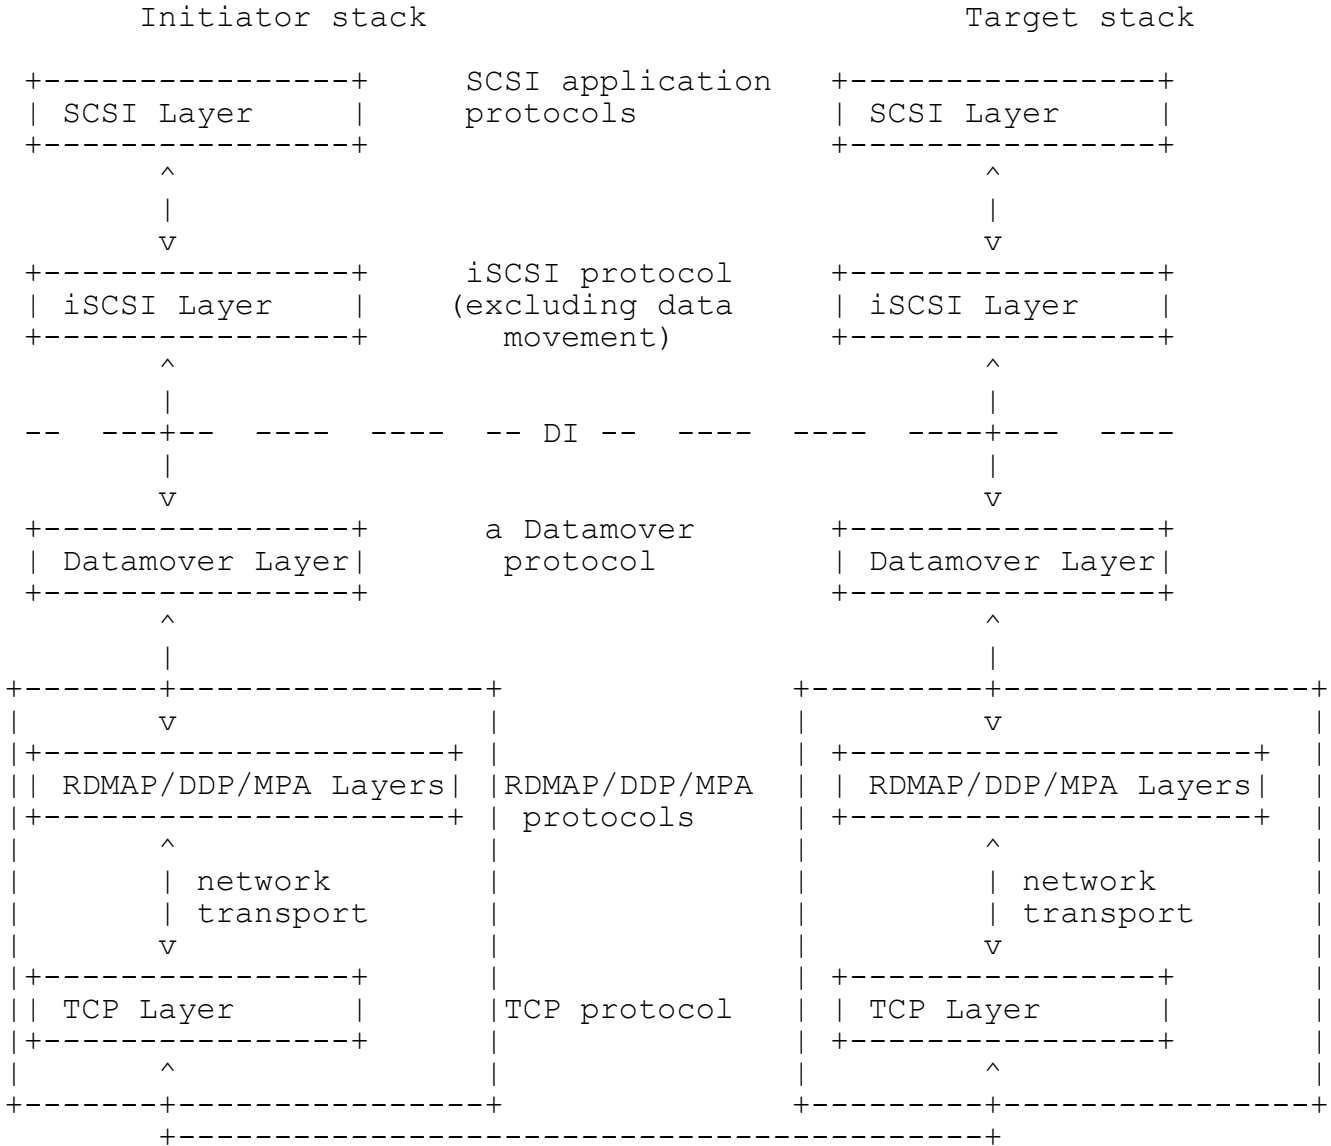 Initiator stack Target stack
SCSI application
SCSI Layer protocols SCSI Layer
iSCSI protocol
iSCSI Layer (excluding data iSCSI Layer
movement)
DI
a Datamover
Datamover Layer protocol Datamover Layer
RDMAP/DDP/MPA Layers RDMAP/DDP/MPA RDMAP/DDP/MPA Layers
protocols
network network
transport transport
TCP Layer TCP protocol TCP Layer